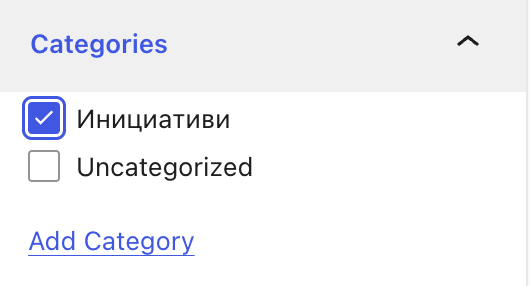 Categories
Инициативи
Uncategorized
Add Category